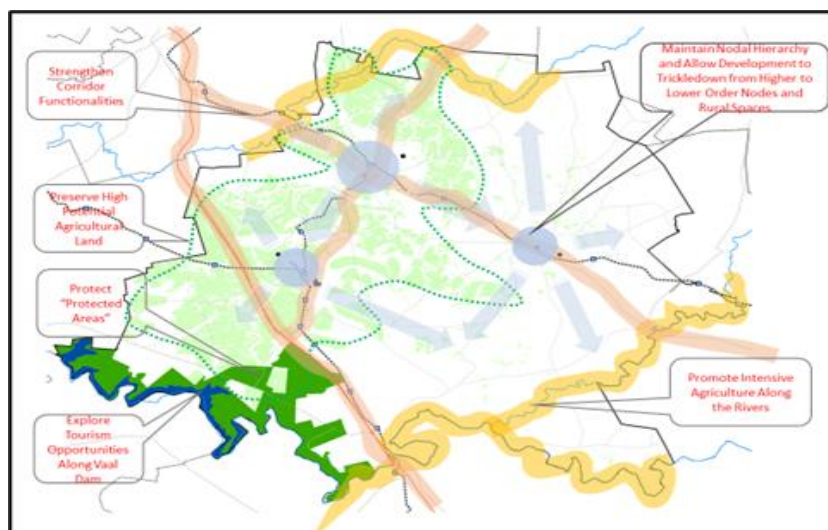 Strengthen
Corridor
Functionalities
Maintain Nodal Hierarchy
and Allow Development to
Trickledown from Higher to
Lower Order Nodes and
Rural Spaces
Preserve High
Potential
Agricultural
Land
Protect
"Protected
Areas"
Explore
Tourism
Opportunities
Along Vaal
Dam
Promote Intensive
Agriculture Along
the Rivers